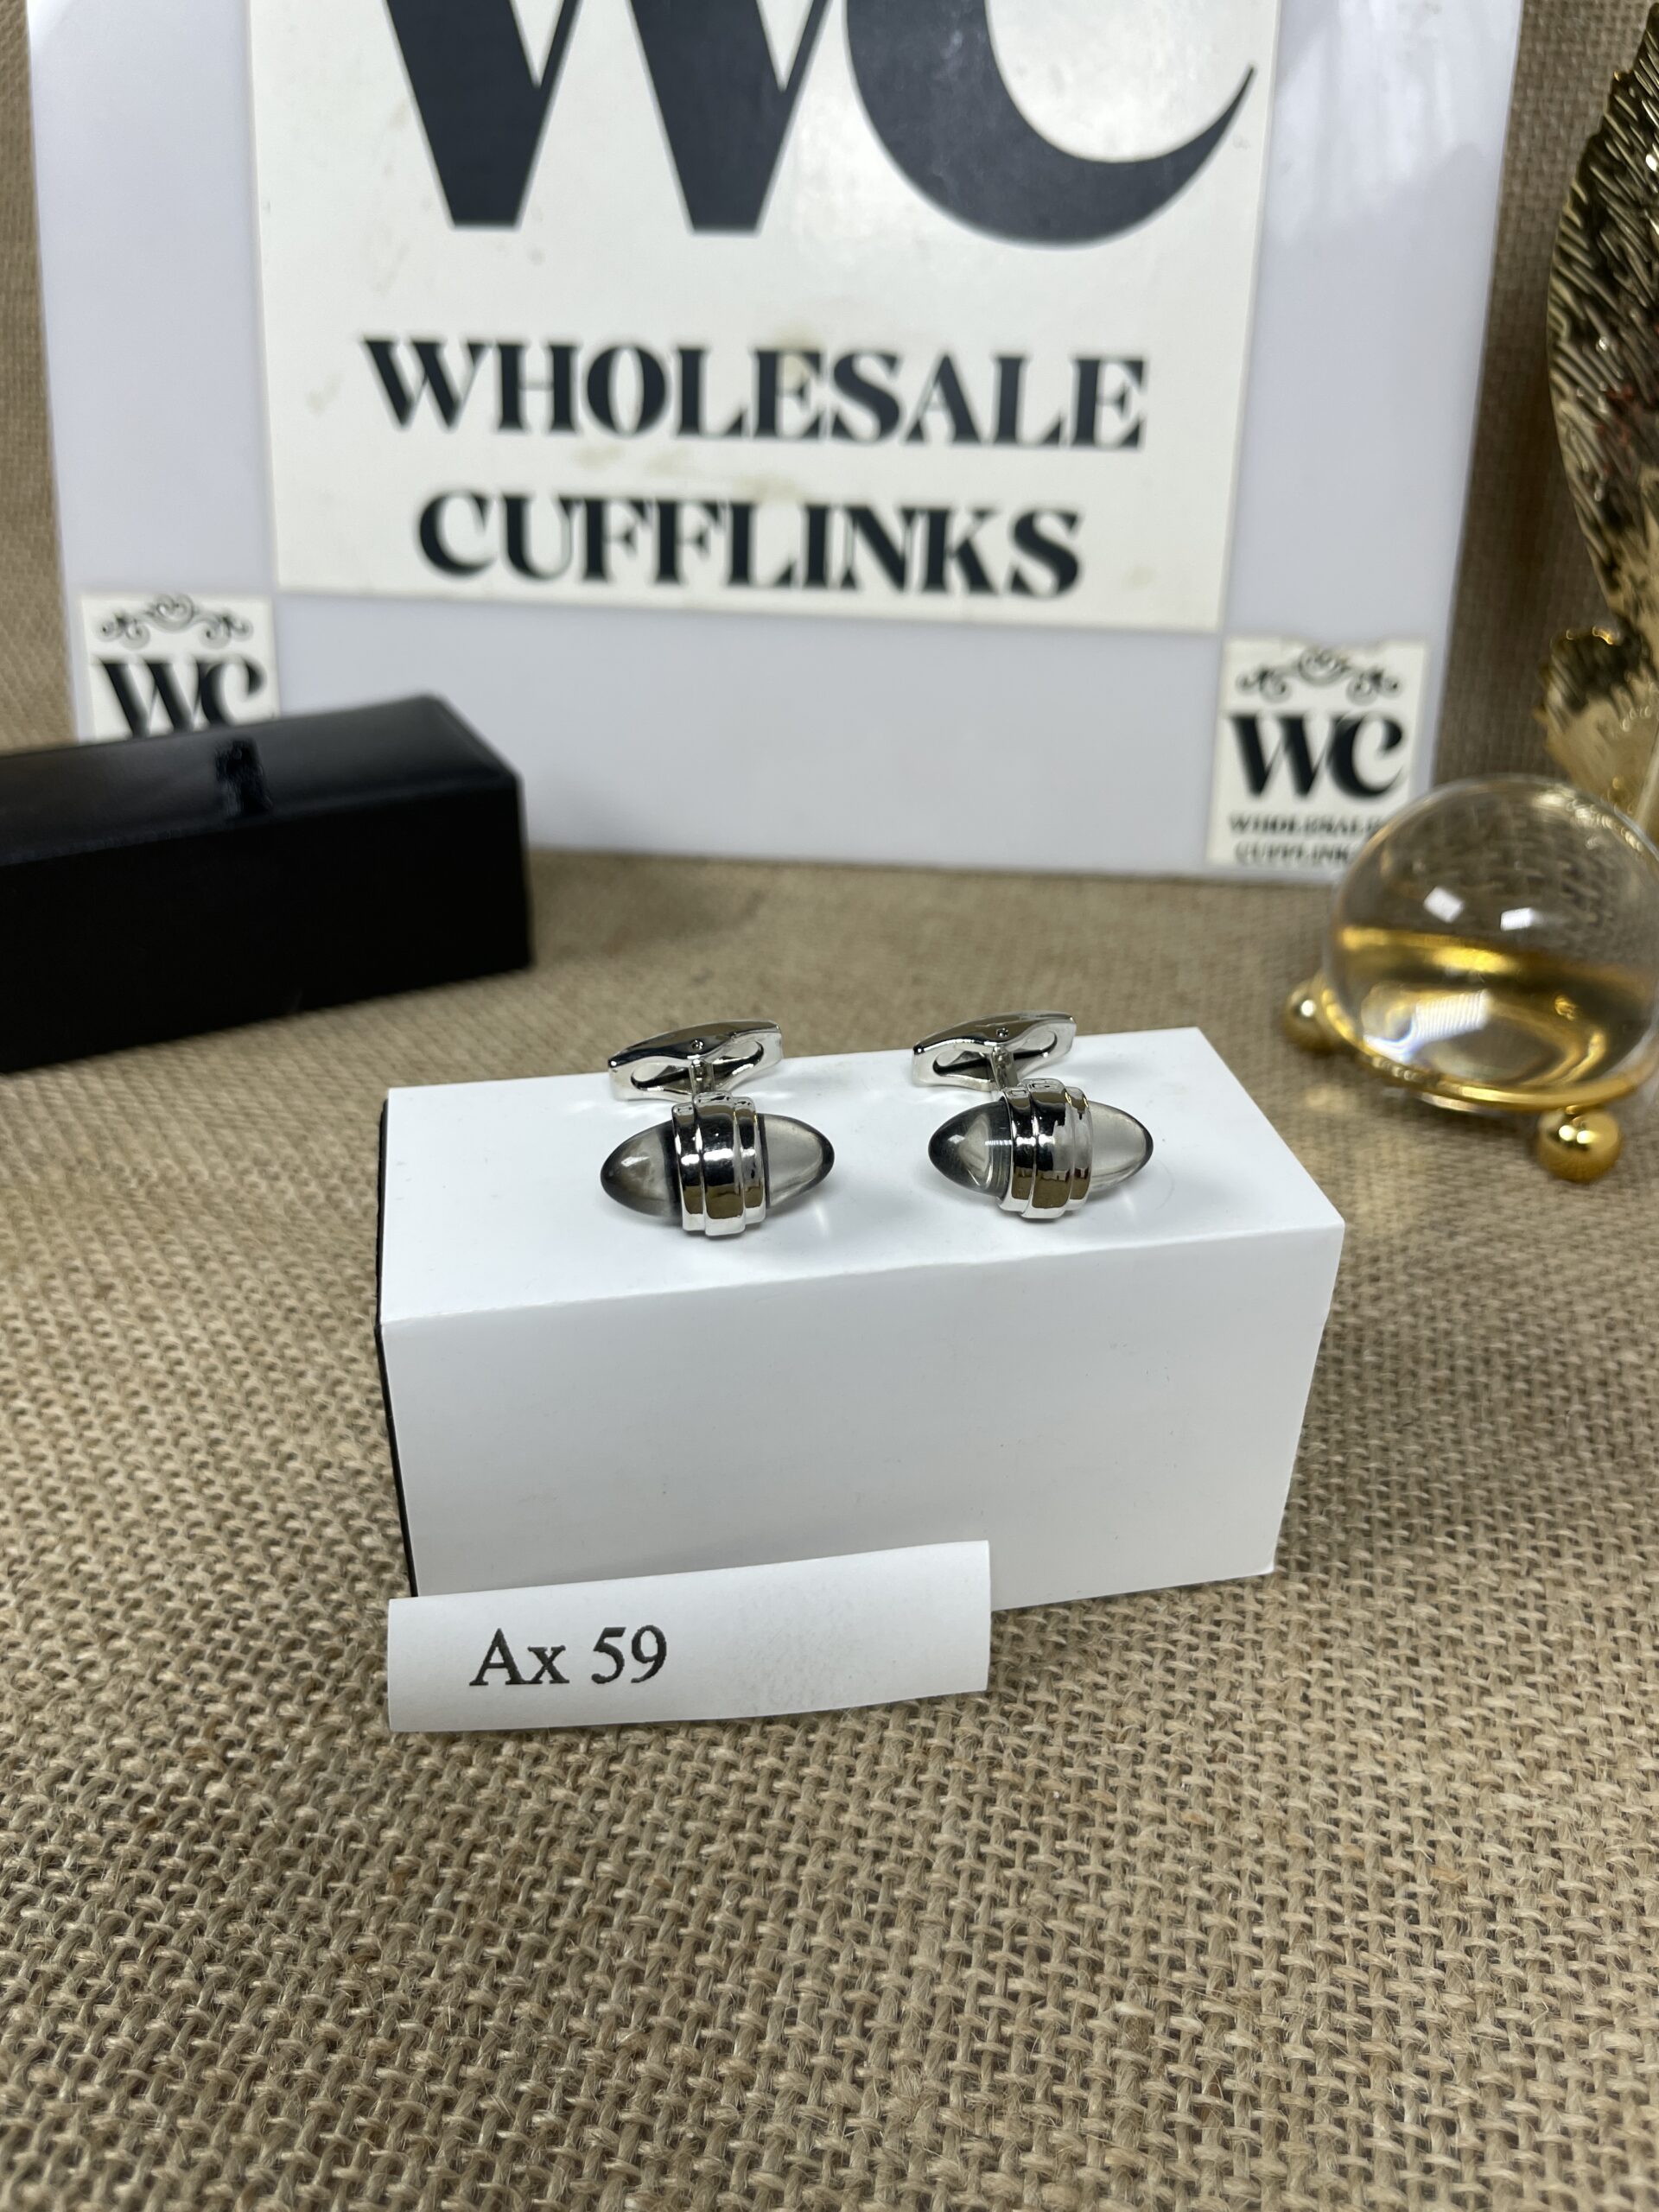 WC
WHOLESALE
CUFFLINKS
WC
WC
WHOLESALE
CUFFLINKS
Ax 59